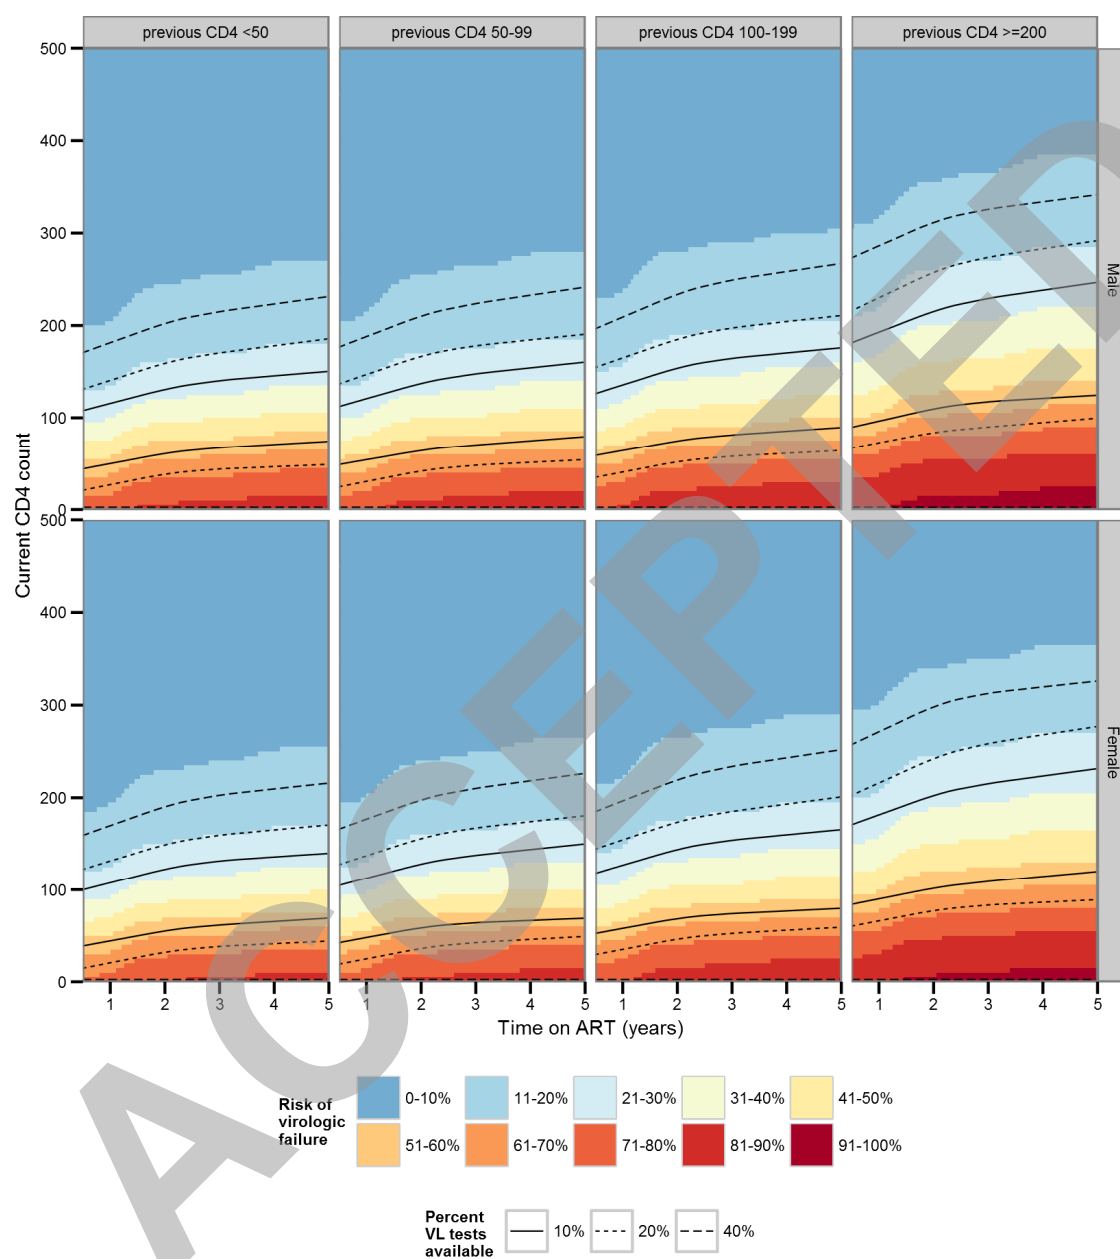 previous CD4 <50 previous CD4 50-99 previous CD4 100-199 previous CD4 >=200
500
400
300
200
100
0
Male
500
400
300
200
100
0
Female
Current CD4 count
1 2 3 4 5 1 2 3 4 5 1 2 3 4 5 1 2 3 4 5
Time on ART (years)
Risk of
virologic
failure
0-10% 11-20% 21-30% 31-40% 41-50%
51-60% 61-70% 71-80% 81-90% 91-100%
Percent
VL tests
available
10% 20% 40%
ACCEPTED